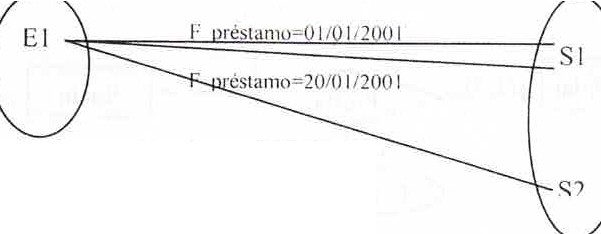 E1
F_préstamo=01/01/2001
S1
F_préstamo=20/01/2001
S2